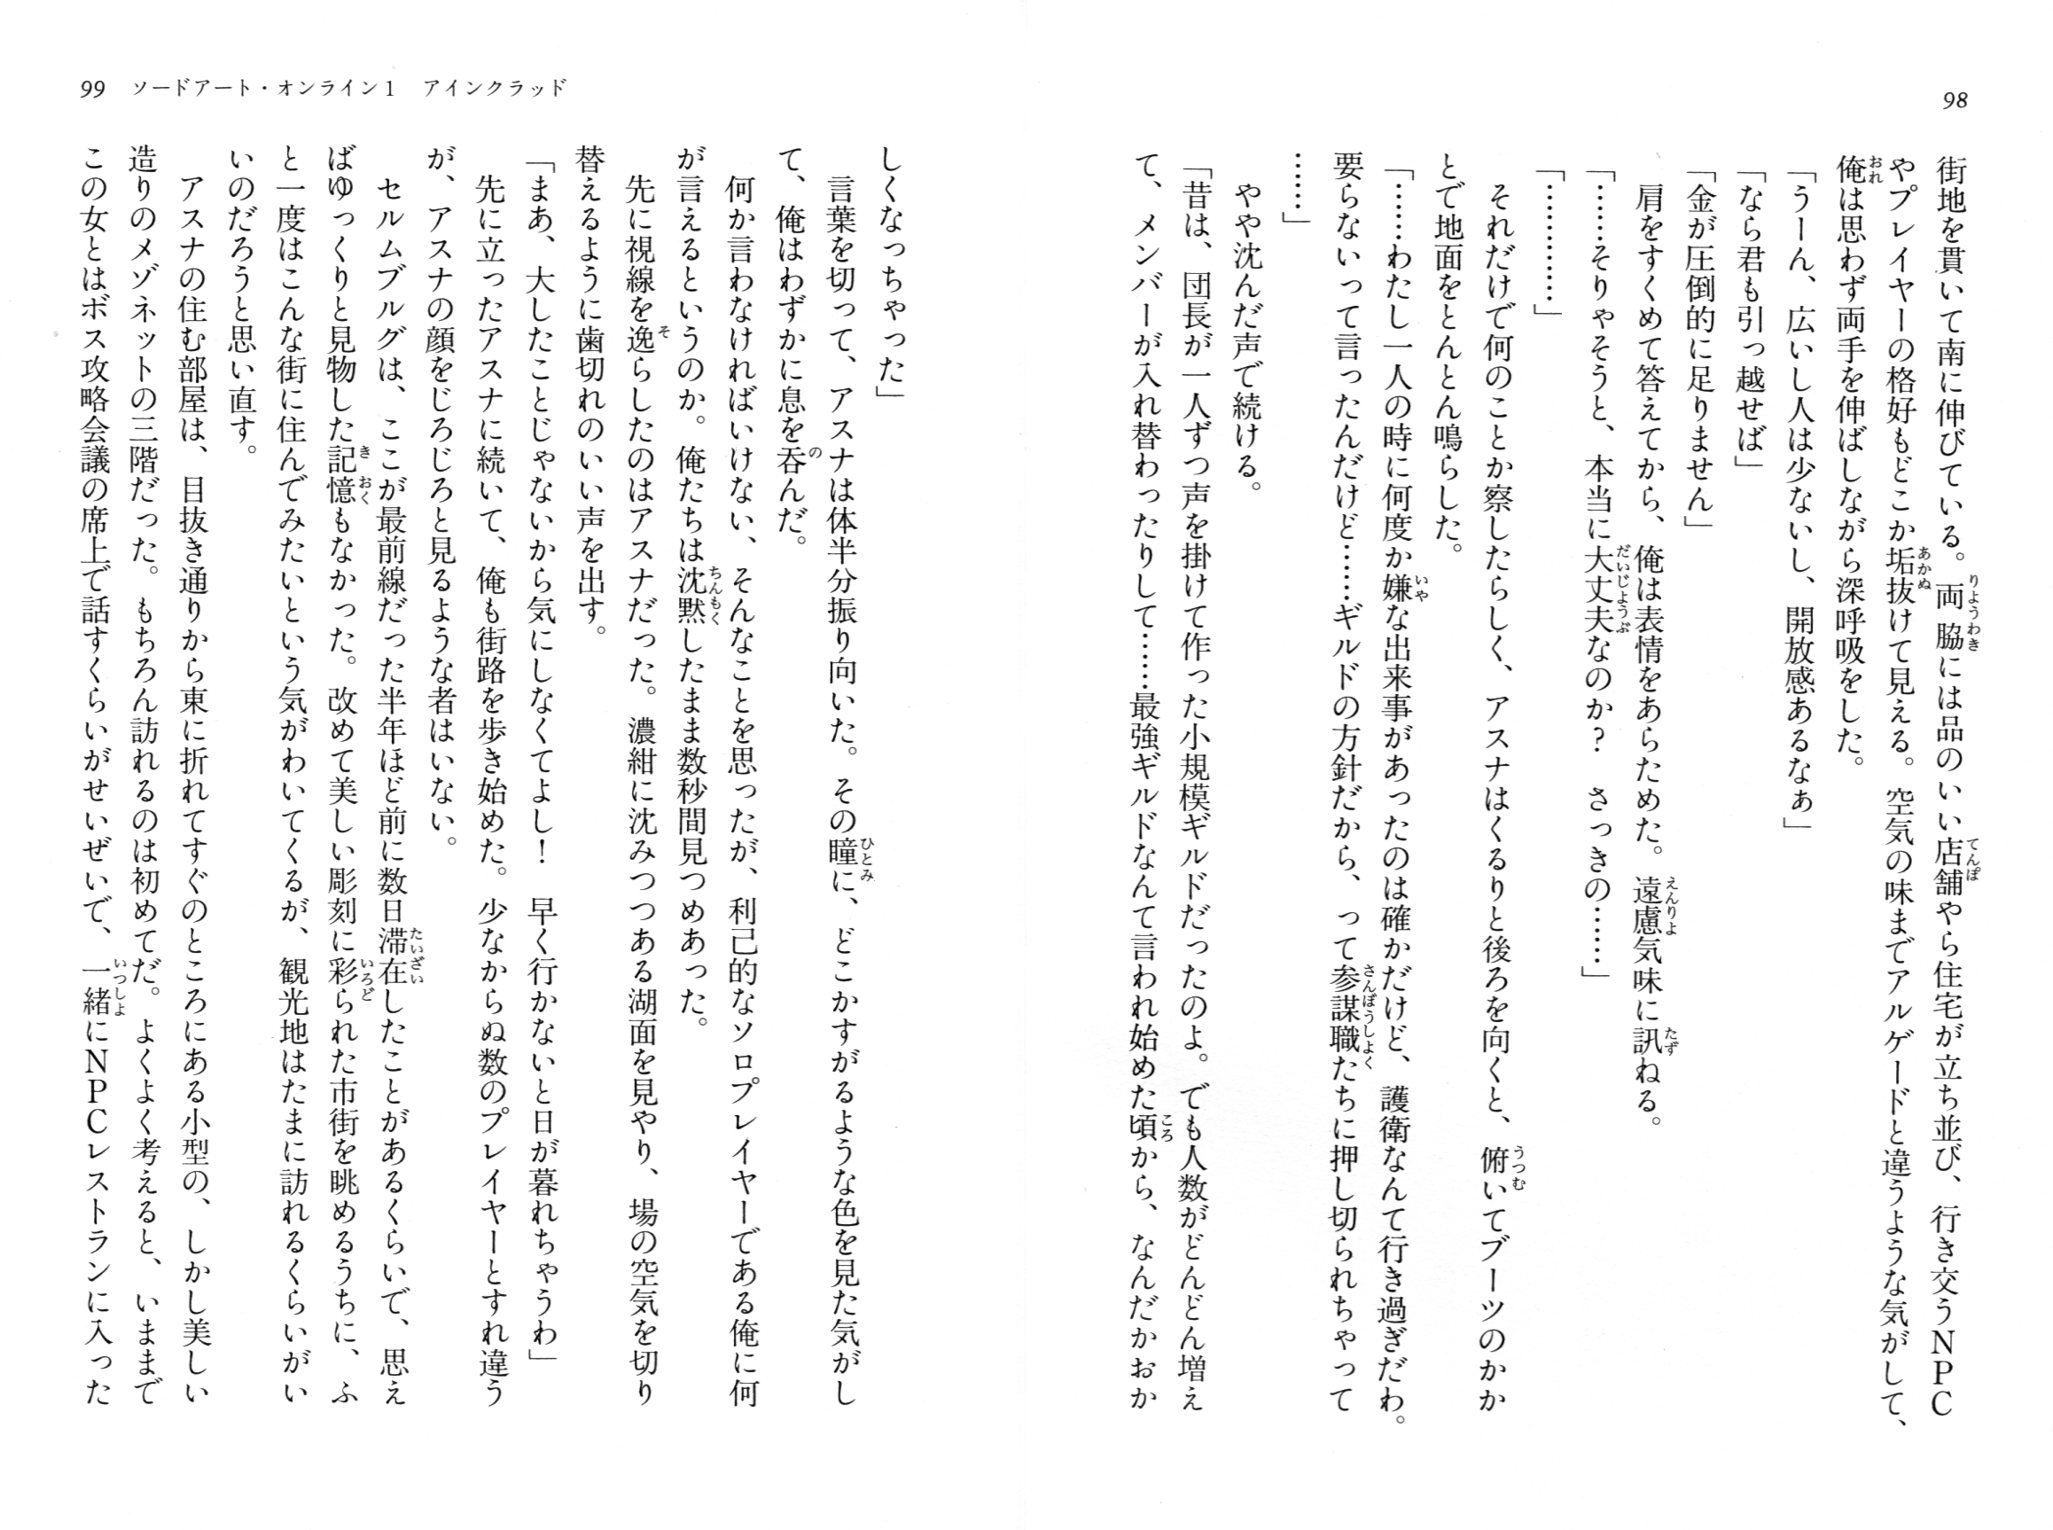 98
街地を貫いて南に伸びている。両脇には品のいい店舗やら住宅が立ち並び、行き交うNPC
やプレイヤーの格好もどこか垢抜けて見える。空気の味までアルゲードと違うような気がして、
俺は思わず両手を伸ばしながら深呼吸をした。
「うーん、広いし人は少ないし、開放感あるなぁ」
「なら君も引っ越せば」
「金が圧倒的に足りません」
肩をすくめて答えてから、俺は表情をあらためた。遠慮気味に訊ねる。
「……そりゃそうと、本当に大丈夫なのか? さっきの……」
「…………」
それだけで何のことか察したらしく、アスナはくるりと後ろを向くと、俯いてブーツのかか
とで地面をとんとん鳴らした。
「……わたし一人の時に何度か嫌な出来事があったのは確かだけど、護衛なんて行き過ぎだわ。
要らないって言ったんだけど……ギルドの方針だから、って参謀職たちに押し切られちゃって
……」
やや沈んだ声で続ける。
「昔は、団長が一人ずつ声を掛けて作った小規模ギルドだったのよ。でも人数がどんどん増え
て、メンバーが入れ替わったりして……最強ギルドなんて言われ始めた頃から、なんだかおか
99 ソードアート・オンライン1 アインクラッド
しくなっちゃった」
言葉を切って、アスナは体半分振り向いた。その瞳に、どこかすがるような色を見た気がし
て、俺はわずかに息を呑んだ。
何か言わなければいけない、そんなことを思ったが、利己的なソロプレイヤーである俺に何
が言えるというのか。俺たちは沈黙したまま数秒間見つめあった。
先に視線を逸らしたのはアスナだった。濃紺に沈みつつある湖面を見やり、場の空気を切り
替えるように歯切れのいい声を出す。
「まあ、大したことじゃないから気にしなくてよし! 早く行かないと日が暮れちゃうわ」
先に立ったアスナに続いて、俺も街路を歩き始めた。少なからぬ数のプレイヤーとすれ違う
が、アスナの顔をじろじろと見るような者はいない。
セルムブルグは、ここが最前線だった半年ほど前に数日滞在したことがあるくらいで、思え
ばゆっくりと見物した記憶もなかった。改めて美しい彫刻に彩られた市街を眺めるうちに、ふ
と一度はこんな街に住んでみたいという気がわいてくるが、観光地はたまに訪れるくらいがい
いのだろうと思い直す。
アスナの住む部屋は、目抜き通りから東に折れてすぐのところにある小型の、しかし美しい
造りのメゾネットの三階だった。もちろん訪れるのは初めてだ。よくよく考えると、いままで
この女とはボス攻略会議の席上で話すくらいがせいぜいで、一緒にNPCレストランに入った